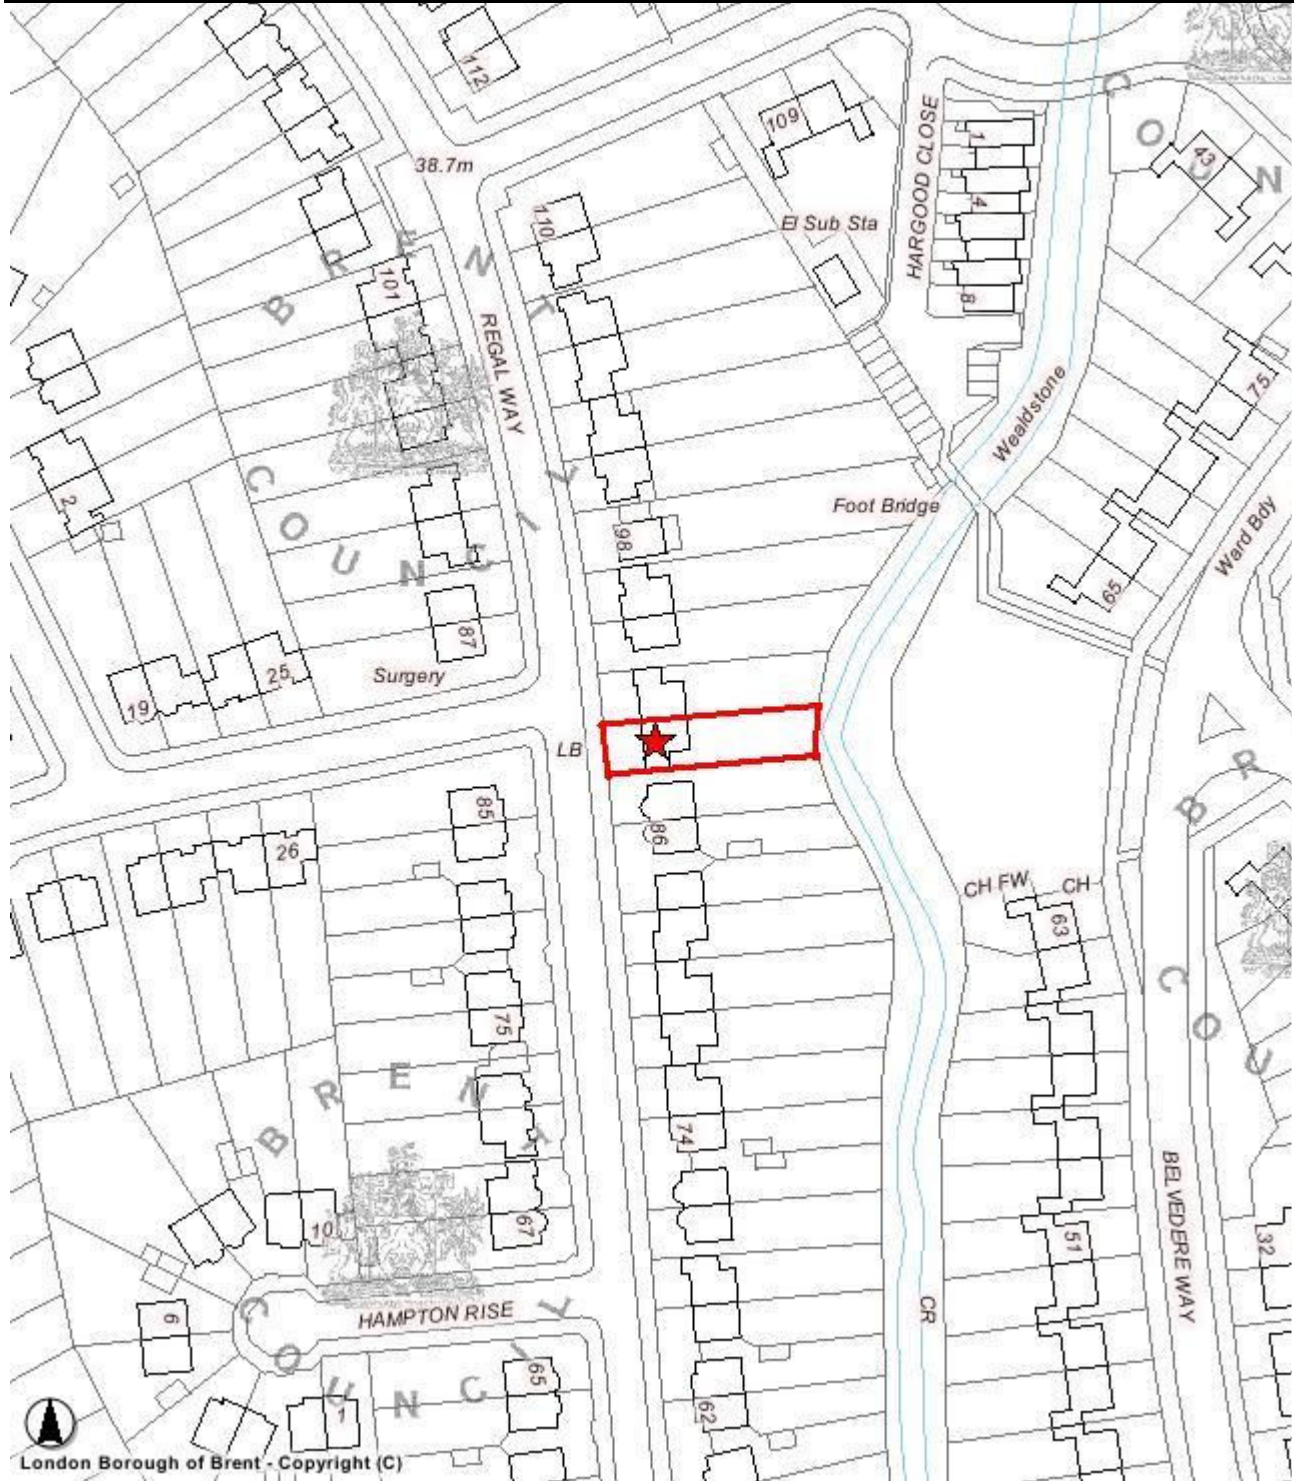 112
109
HARGOOD CLOSE
1
4
8
43
38.7m
El Sub Sta
110
101
REGAL WAY
BRENT COUNCIL
Wealdstone
75
2
98
Foot Bridge
Ward Bdy
65
87
Surgery
25
19
LB
86
85
26
CH FW
CH
63
75
74
BRENT COUNCIL
67
10
51
BELVEDERE WAY
32
6
HAMPTON RISE
CR
65
1
62
C O N
B R C O U
London Borough of Brent - Copyright (C)